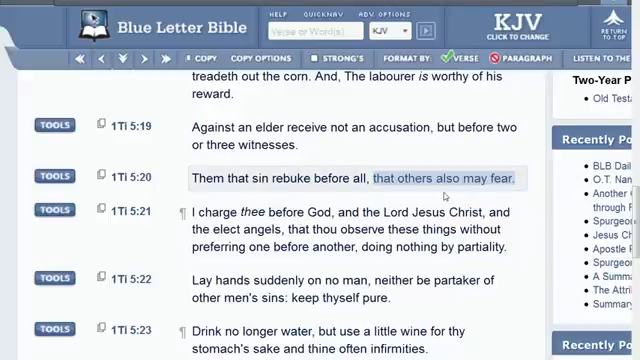 HELP QUICKNAV ADV OPTIONS
Blue Letter Bible
Verse or Word(s)
KJV
KJV
CLICK TO CHANGE
RETURN
TO TOP
COPY COPY OPTIONS STRONG'S FORMAT BY: VERSE PARAGRAPH LISTEN TO THE
treadeth out the corn. And, The labourer is worthy of his
reward.
TOOLS 1Ti 5:19 Against an elder receive not an accusation, but before two
or three witnesses.
TOOLS 1Ti 5:20 Them that sin rebuke before all, that others also may fear.
TOOLS 1Ti 5:21 ¶ I charge thee before God, and the Lord Jesus Christ, and
the elect angels, that thou observe these things without
preferring one before another, doing nothing by partiality.
TOOLS 1Ti 5:22 Lay hands suddenly on no man, neither be partaker of
other men's sins: keep thyself pure.
TOOLS 1Ti 5:23 ¶ Drink no longer water, but use a little wine for thy
stomach's sake and thine often infirmities.
Two-Year P
Old Testa
Recently Po
BLB Dail
O.T. Nan
Another
through F
Spurgeo
Jesus Ch
Apostle F
Spurgeo
A Summa
The Attri
Summary
Recently Po